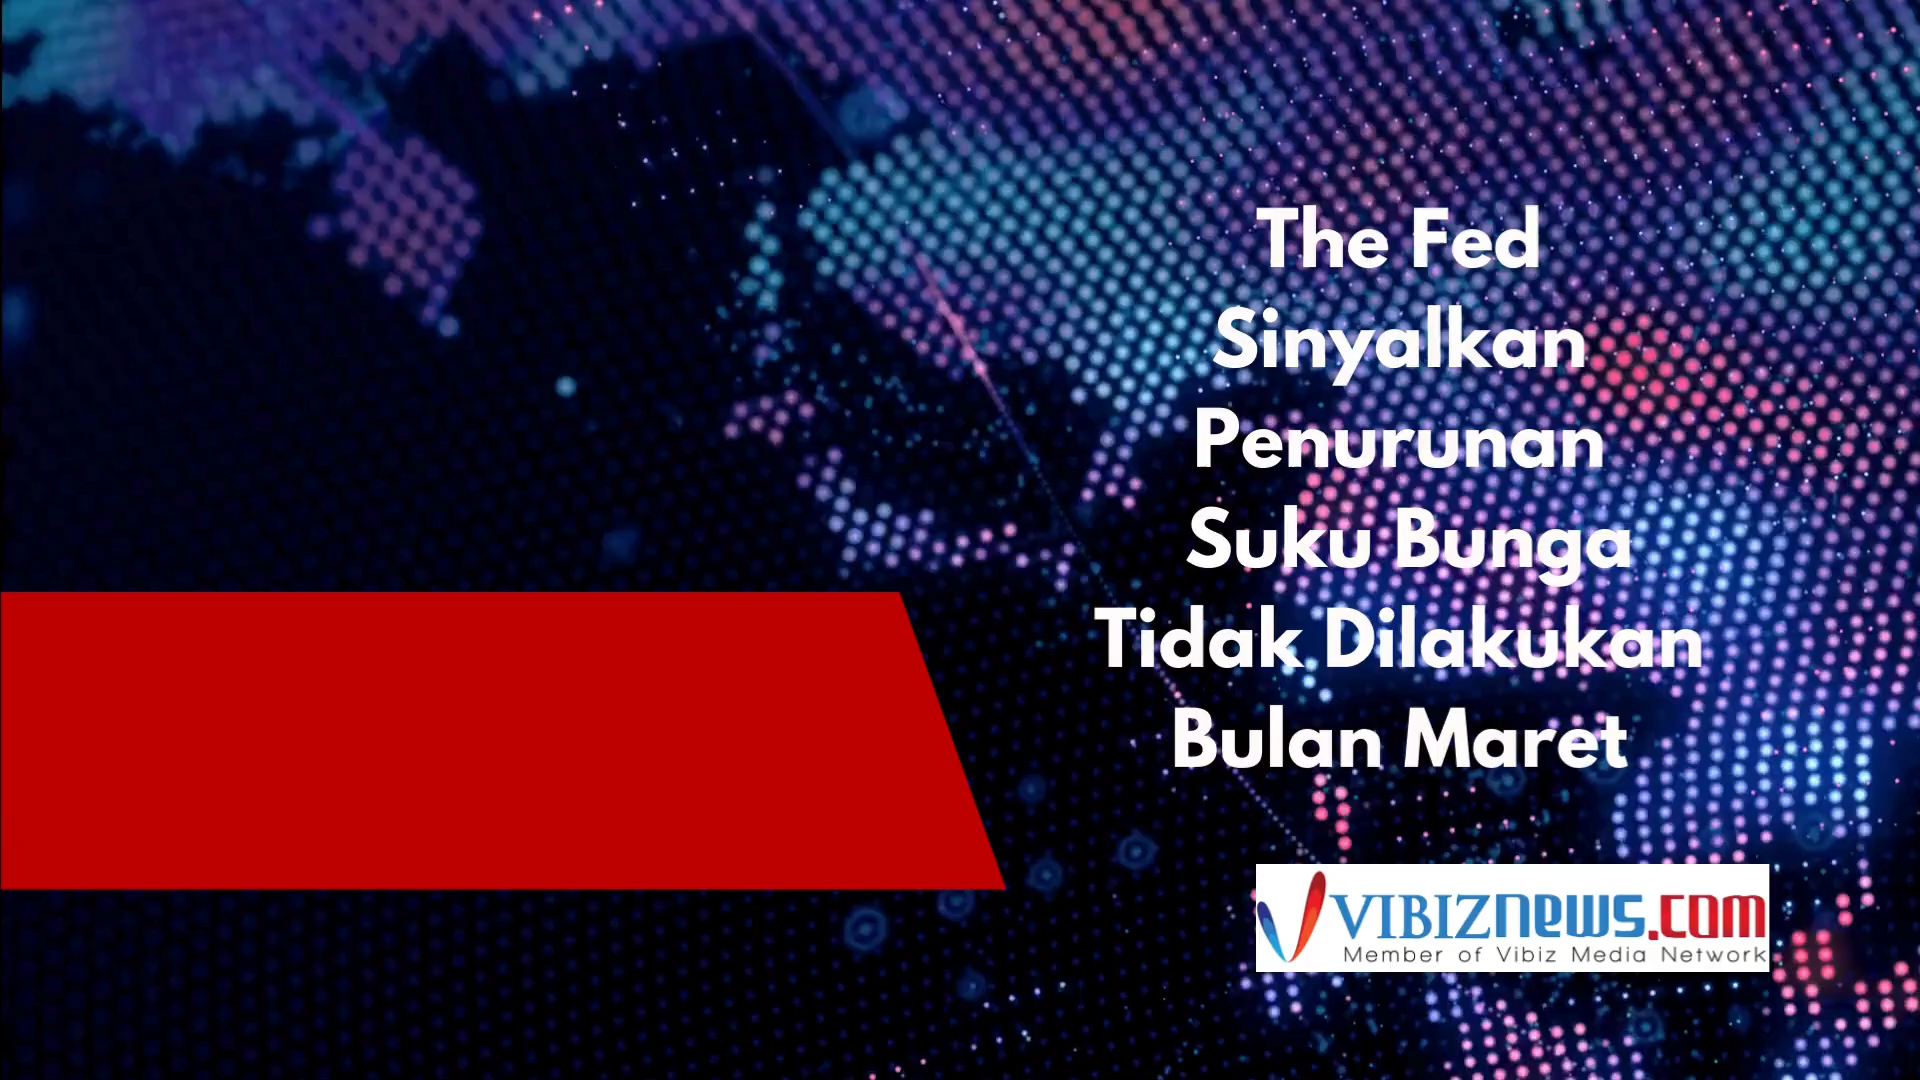 The Fed
Sinyalkan
Penurunan
Suku Bunga
Tidak Dilakukan
Bulan Maret
VIBIZnews.com
Member of Vibiz Media Network